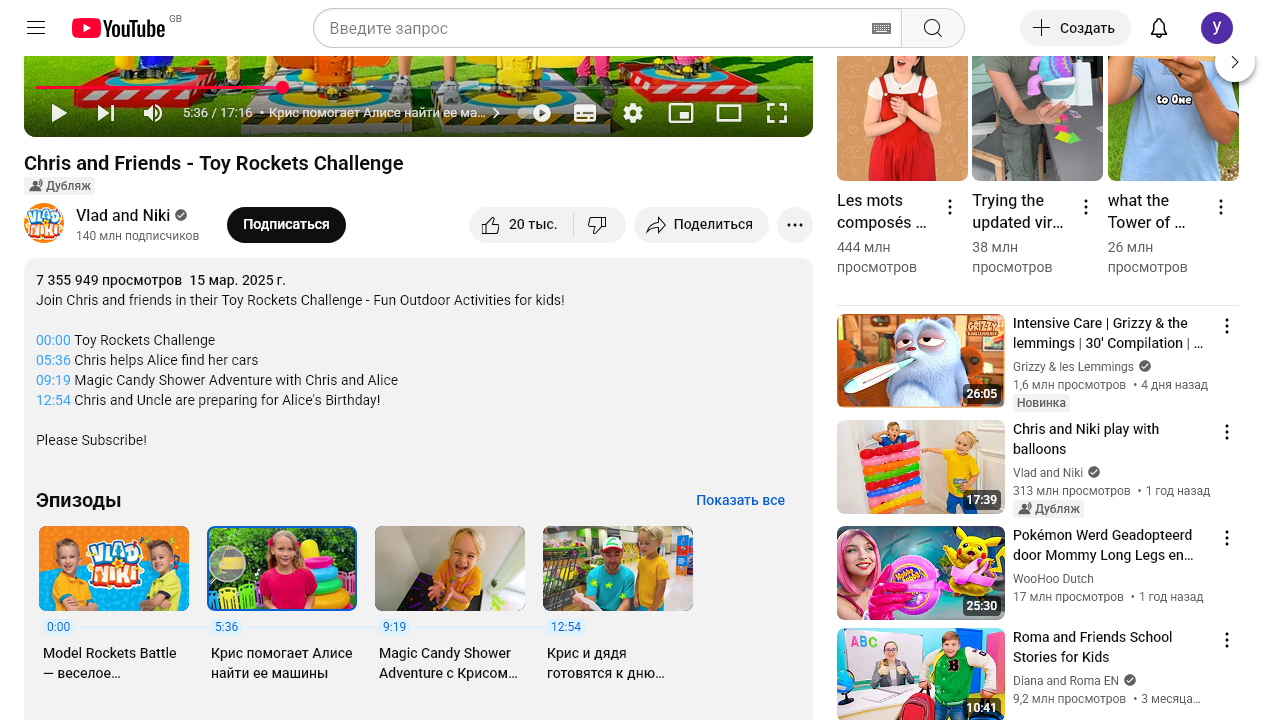 YouTube GB
Введите запрос
Создать
y
5:36 / 17:16 • Крис помогает Алисе найти ее ма...
Chris and Friends - Toy Rockets Challenge
Дубляж
Vlad and Niki
140 млн подписчиков
Подписаться
20 тыс.
Поделиться
7 355 949 просмотров 15 мар. 2025 г.
Join Chris and friends in their Toy Rockets Challenge - Fun Outdoor Activities for kids!
00:00 Toy Rockets Challenge
05:36 Chris helps Alice find her cars
09:19 Magic Candy Shower Adventure with Chris and Alice
12:54 Chris and Uncle are preparing for Alice's Birthday!
Please Subscribe!
Эпизоды
Показать все
VLAD
NIKI
0:00
Model Rockets Battle
— веселое...
5:36
Крис помогает Алисе
найти ее машины
9:19
Magic Candy Shower
Adventure с Крисом...
12:54
Крис и дядя
готовятся к дню...
to One
Les mots
composés ...
444 млн
просмотров
Trying the
updated vir...
38 млн
просмотров
what the
Tower of ...
26 млн
просмотров
GRIZZY
26:05
Intensive Care | Grizzy & the
lemmings | 30' Compilation | ...
Grizzy & les Lemmings
1,6 млн просмотров • 4 дня назад
Новинка
17:39
Chris and Niki play with
balloons
Vlad and Niki
313 млн просмотров • 1 год назад
Дубляж
25:30
Pokémon Werd Geadopteerd
door Mommy Long Legs en...
WooHoo Dutch
17 млн просмотров • 1 год назад
ABC
10:41
Roma and Friends School
Stories for Kids
Diana and Roma EN
9,2 млн просмотров • 3 месяца...